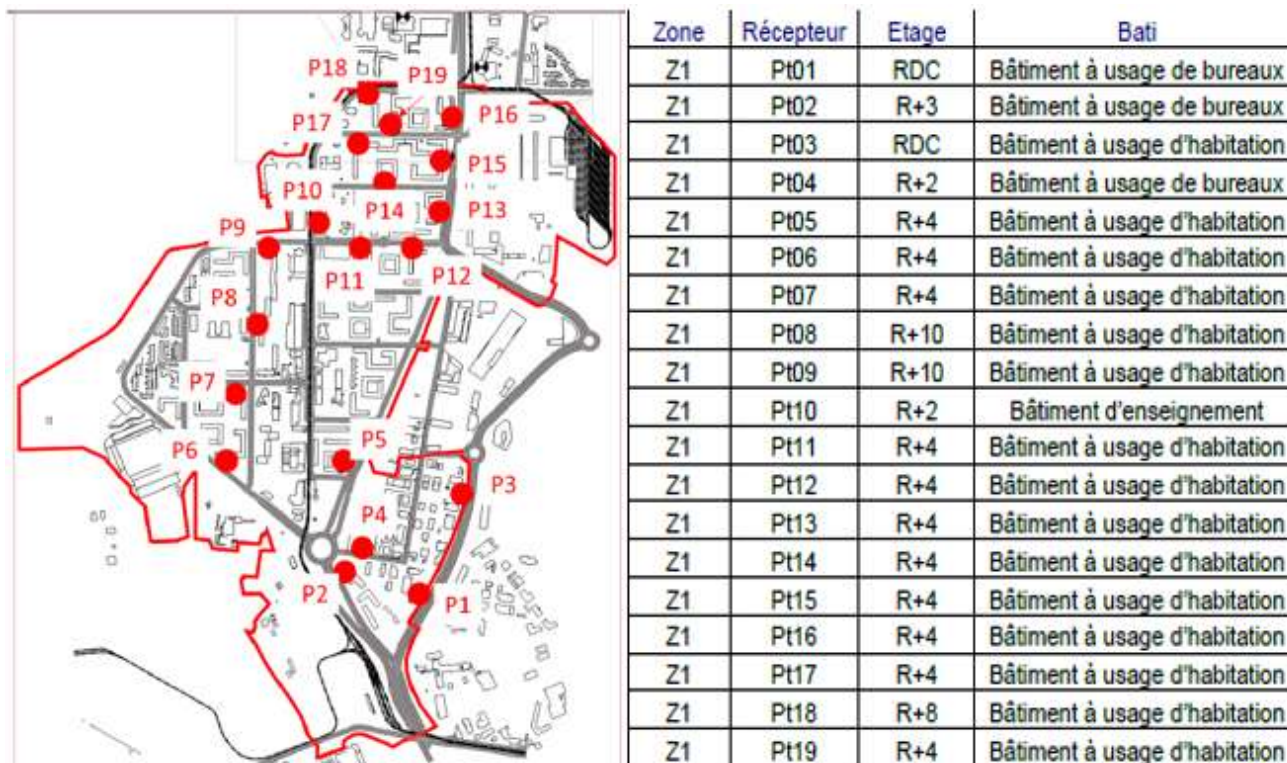 P18
P19
P17
P16
P15
P10
P14
P13
P9
P11
P12
P8
P7
P6
P5
P3
P4
P2
P1
Zone Récepteur Etage Bati
Z1 Pt01 RDC Bâtiment à usage de bureaux
Z1 Pt02 R+3 Bâtiment à usage de bureaux
Z1 Pt03 RDC Bâtiment à usage d'habitation
Z1 Pt04 R+2 Bâtiment à usage de bureaux
Z1 Pt05 R+4 Bâtiment à usage d'habitation
Z1 Pt06 R+4 Bâtiment à usage d'habitation
Z1 Pt07 R+4 Bâtiment à usage d'habitation
Z1 Pt08 R+10 Bâtiment à usage d'habitation
Z1 Pt09 R+10 Bâtiment à usage d'habitation
Z1 Pt10 R+2 Bâtiment d'enseignement
Z1 Pt11 R+4 Bâtiment à usage d'habitation
Z1 Pt12 R+4 Bâtiment à usage d'habitation
Z1 Pt13 R+4 Bâtiment à usage d'habitation
Z1 Pt14 R+4 Bâtiment à usage d'habitation
Z1 Pt15 R+4 Bâtiment à usage d'habitation
Z1 Pt16 R+4 Bâtiment à usage d'habitation
Z1 Pt17 R+4 Bâtiment à usage d'habitation
Z1 Pt18 R+8 Bâtiment à usage d'habitation
Z1 Pt19 R+4 Bâtiment à usage d'habitation